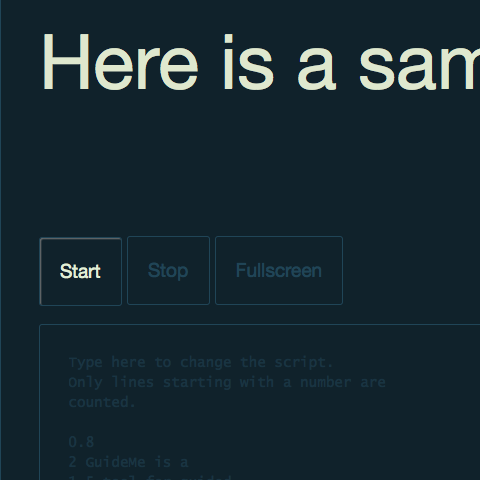 Here is a sam
Start Stop Fullscreen
Type here to change the script.
Only lines starting with a number are
counted.
0.8
2 GuideMe is a